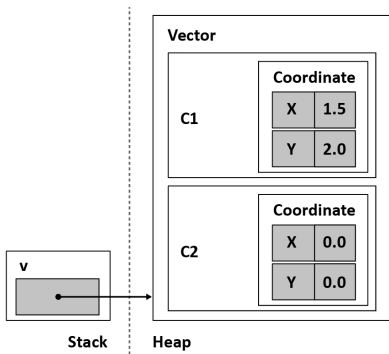 Vector
Coordinate
X 1.5
C1
Y 2.0
Coordinate
X 0.0
C2
Y 0.0
v
Stack Heap